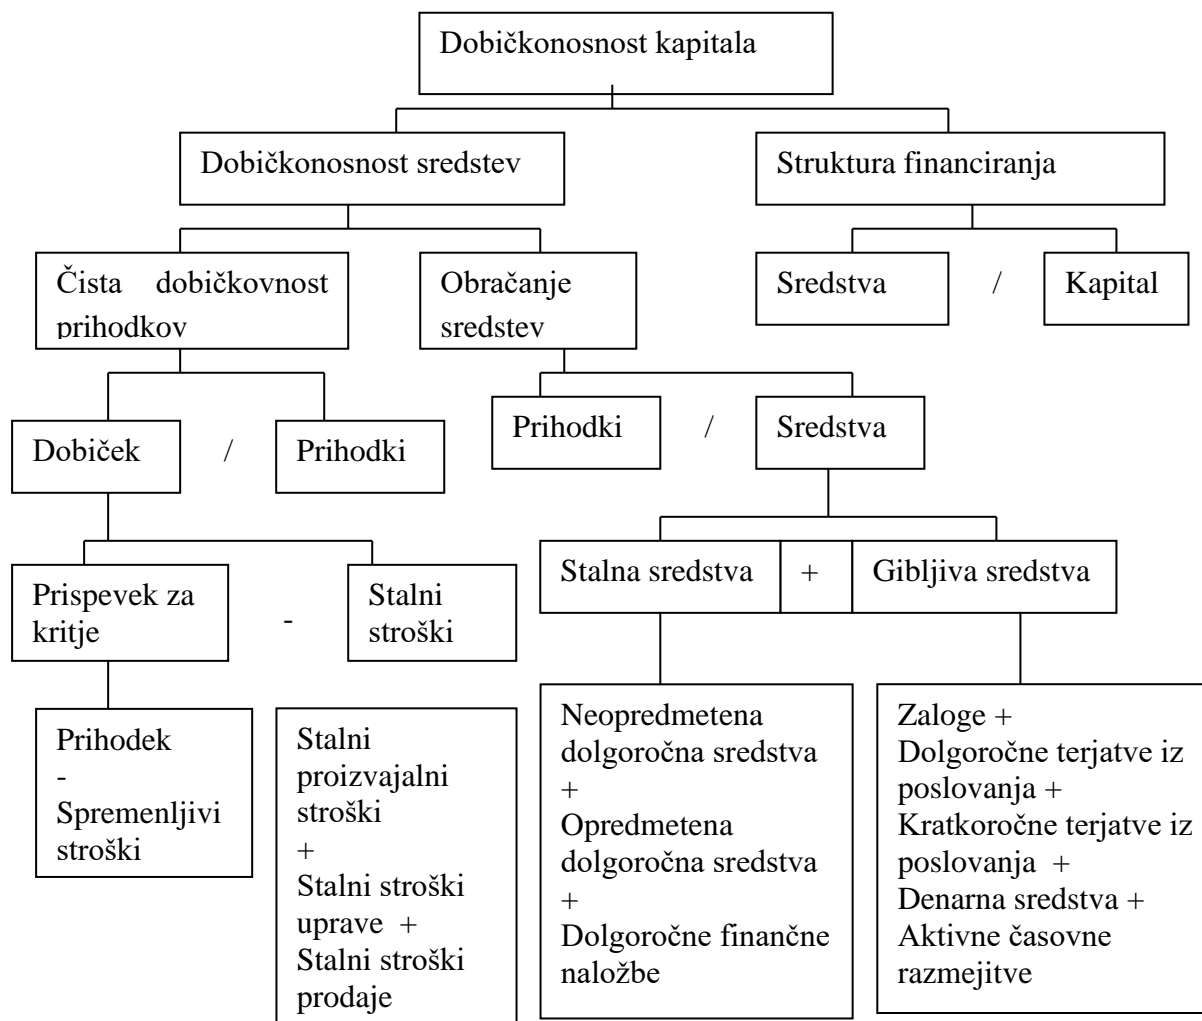 Dobičkonosnost kapitala
Dobičkonosnost sredstev
Struktura financiranja
Čista dobičkovnost
prihodkov
Obračanje
sredstev
Sredstva / Kapital
Dobiček / Prihodki
Prihodki / Sredstva
Prispevek za
kritje
-
Stalni
stroški
Stalna sredstva + Gibljiva sredstva
Prihodek
-
Spremenljivi
stroški
Stalni
proizvajalni
stroški
+
Stalni stroški
uprave +
Stalni stroški
prodaje
Neopredmetena
dolgoročna sredstva
+
Opredmetena
dolgoročna sredstva
+
Dolgoročne finančne
naložbe
Zaloge +
Dolgoročne terjatve iz
poslovanja +
Kratkoročne terjatve iz
poslovanja +
Denarna sredstva +
Aktivne časovne
razmejitve